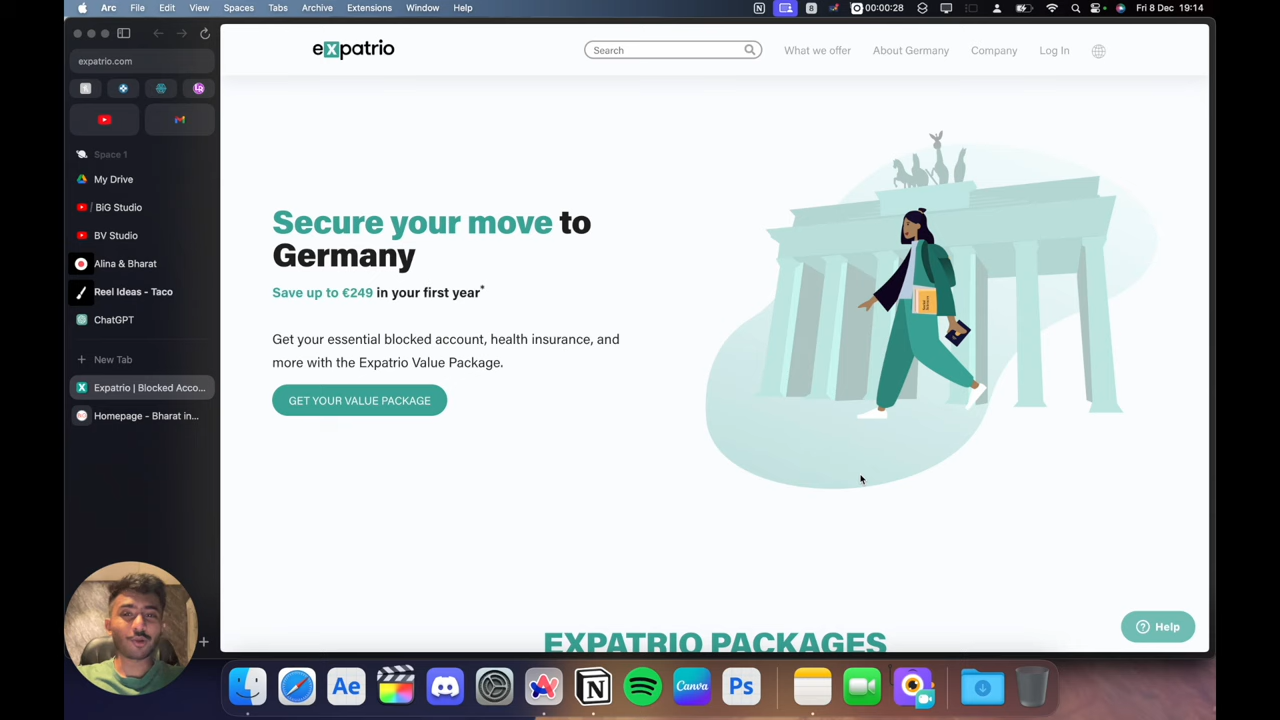 Arc File Edit View Spaces Tabs Archive Extensions Window Help
00:00:28
Fri 8 Dec 19:14
expatrio.com
Space 1
My Drive
/ BiG Studio
BV Studio
Alina & Bharat
Reel Ideas - Taco
ChatGPT
New Tab
Expatrio | Blocked Acco...
Homepage - Bharat in...
expatrio
Search
What we offer
About Germany
Company
Log In
Secure your move to
Germany
Save up to €249 in your first year*
Get your essential blocked account, health insurance, and
more with the Expatrio Value Package.
GET YOUR VALUE PACKAGE
EXPATRIO PACKAGES
Help
Ae
N
Canva
Ps